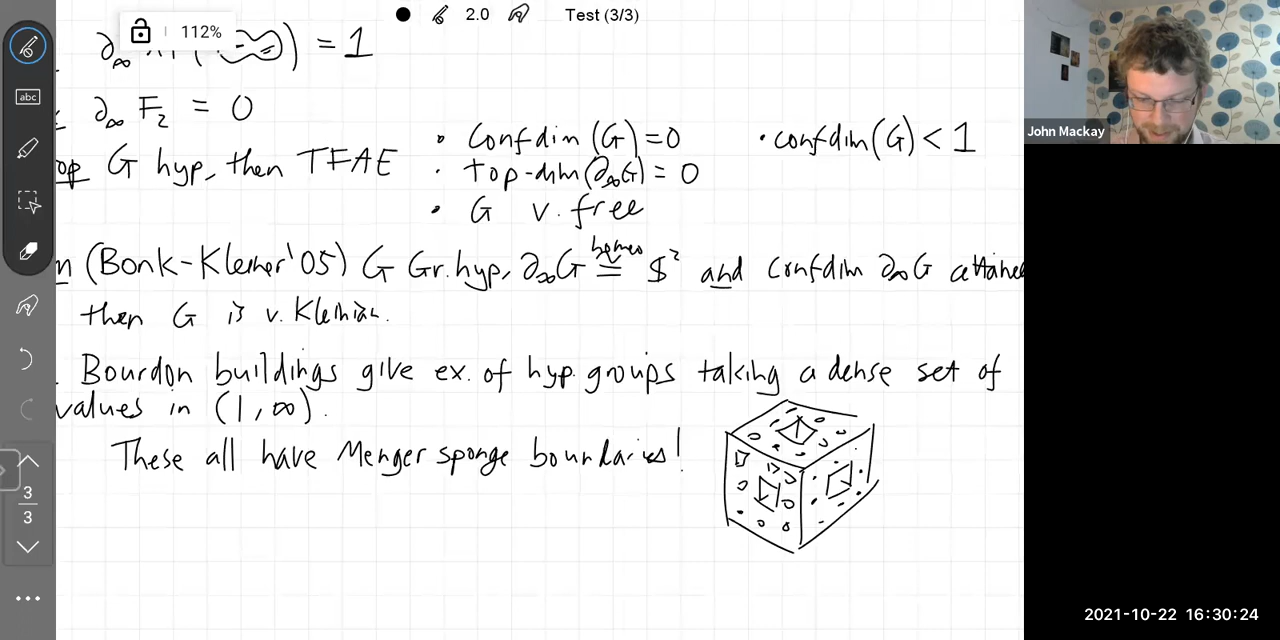 112%
2.0
Test (3/3)
abc
∂∞ ( ) = 1
∂∞ F₂ = 0
• Confdim (G) = 0
• confdim(G) < 1
op G hyp, then TFAE
• top-dim(∂∞G) = 0
• G v. free
m (Bonk-Kleiner '05) G Gr. hyp, ∂∞G ≅ S² and Confdim ∂∞G attained
homeo
then G is v. Kleinian.
. Bourdon buildings give ex. of hyp groups taking a dense set of
values in (1, ∞).
These all have Menger sponge boundaries!
3
3
John Mackay
2021-10-22 16:30:24